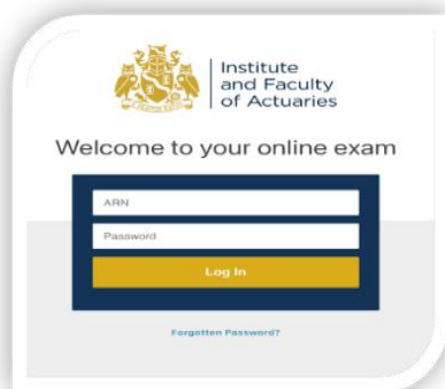 Institute
and Faculty
of Actuaries
Welcome to your online exam
ARN
Password
Log In
Forgotten Password?